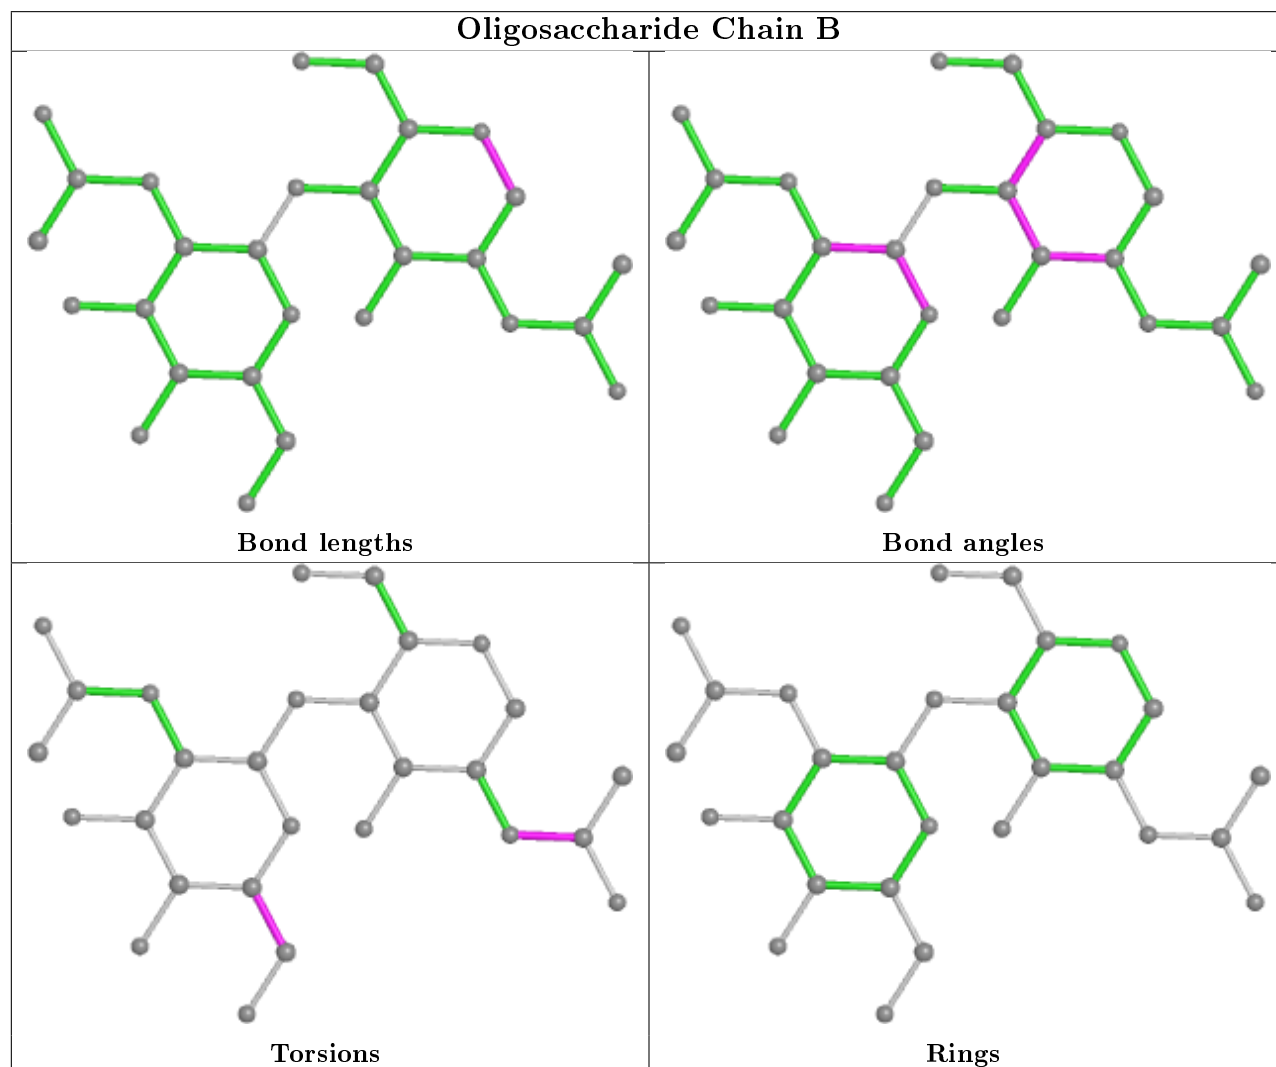 Oligosaccharide Chain B
Bond lengths
Bond angles
Torsions
Rings